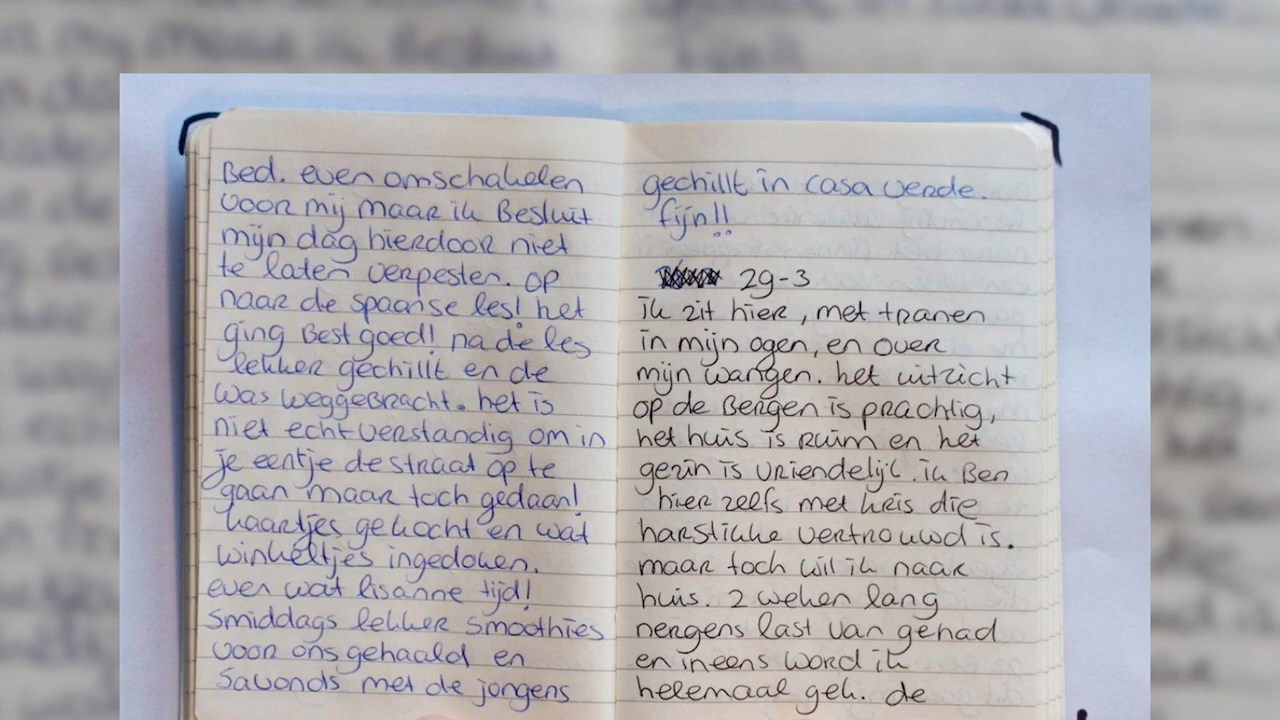 Bed. even omschakelen
voor mij maar ik Besluit
mijn dag hierdoor niet
te laten verpesten. op
naar de spaanse les! het
ging Best goed! na de les
lekker gechillt en de
was weggeBracht. het is
niet echt verstandig om in
je eentje de straat op te
gaan maar toch gedaan!
kaartjes gekocht en wat
winkeltjes ingedoken.
even wat lisanne tijd!
smiddags lekker smoothies
voor ons gehaald en
Savonds met de jongens
gechillt in casa verde.
fijn!!
29-3
ik zit hier, met tranen
in mijn ogen, en over
mijn wangen. het uitzicht
op de Bergen is prachtig,
het huis is ruim en het
gezin is vriendelijk. ik Ben
hier zelfs met kris die
harstikke vertrouwd is.
maar toch wil ik naar
huis. 2 weken lang
nergens last van gehad
en ineens word ik
helemaal gek. de